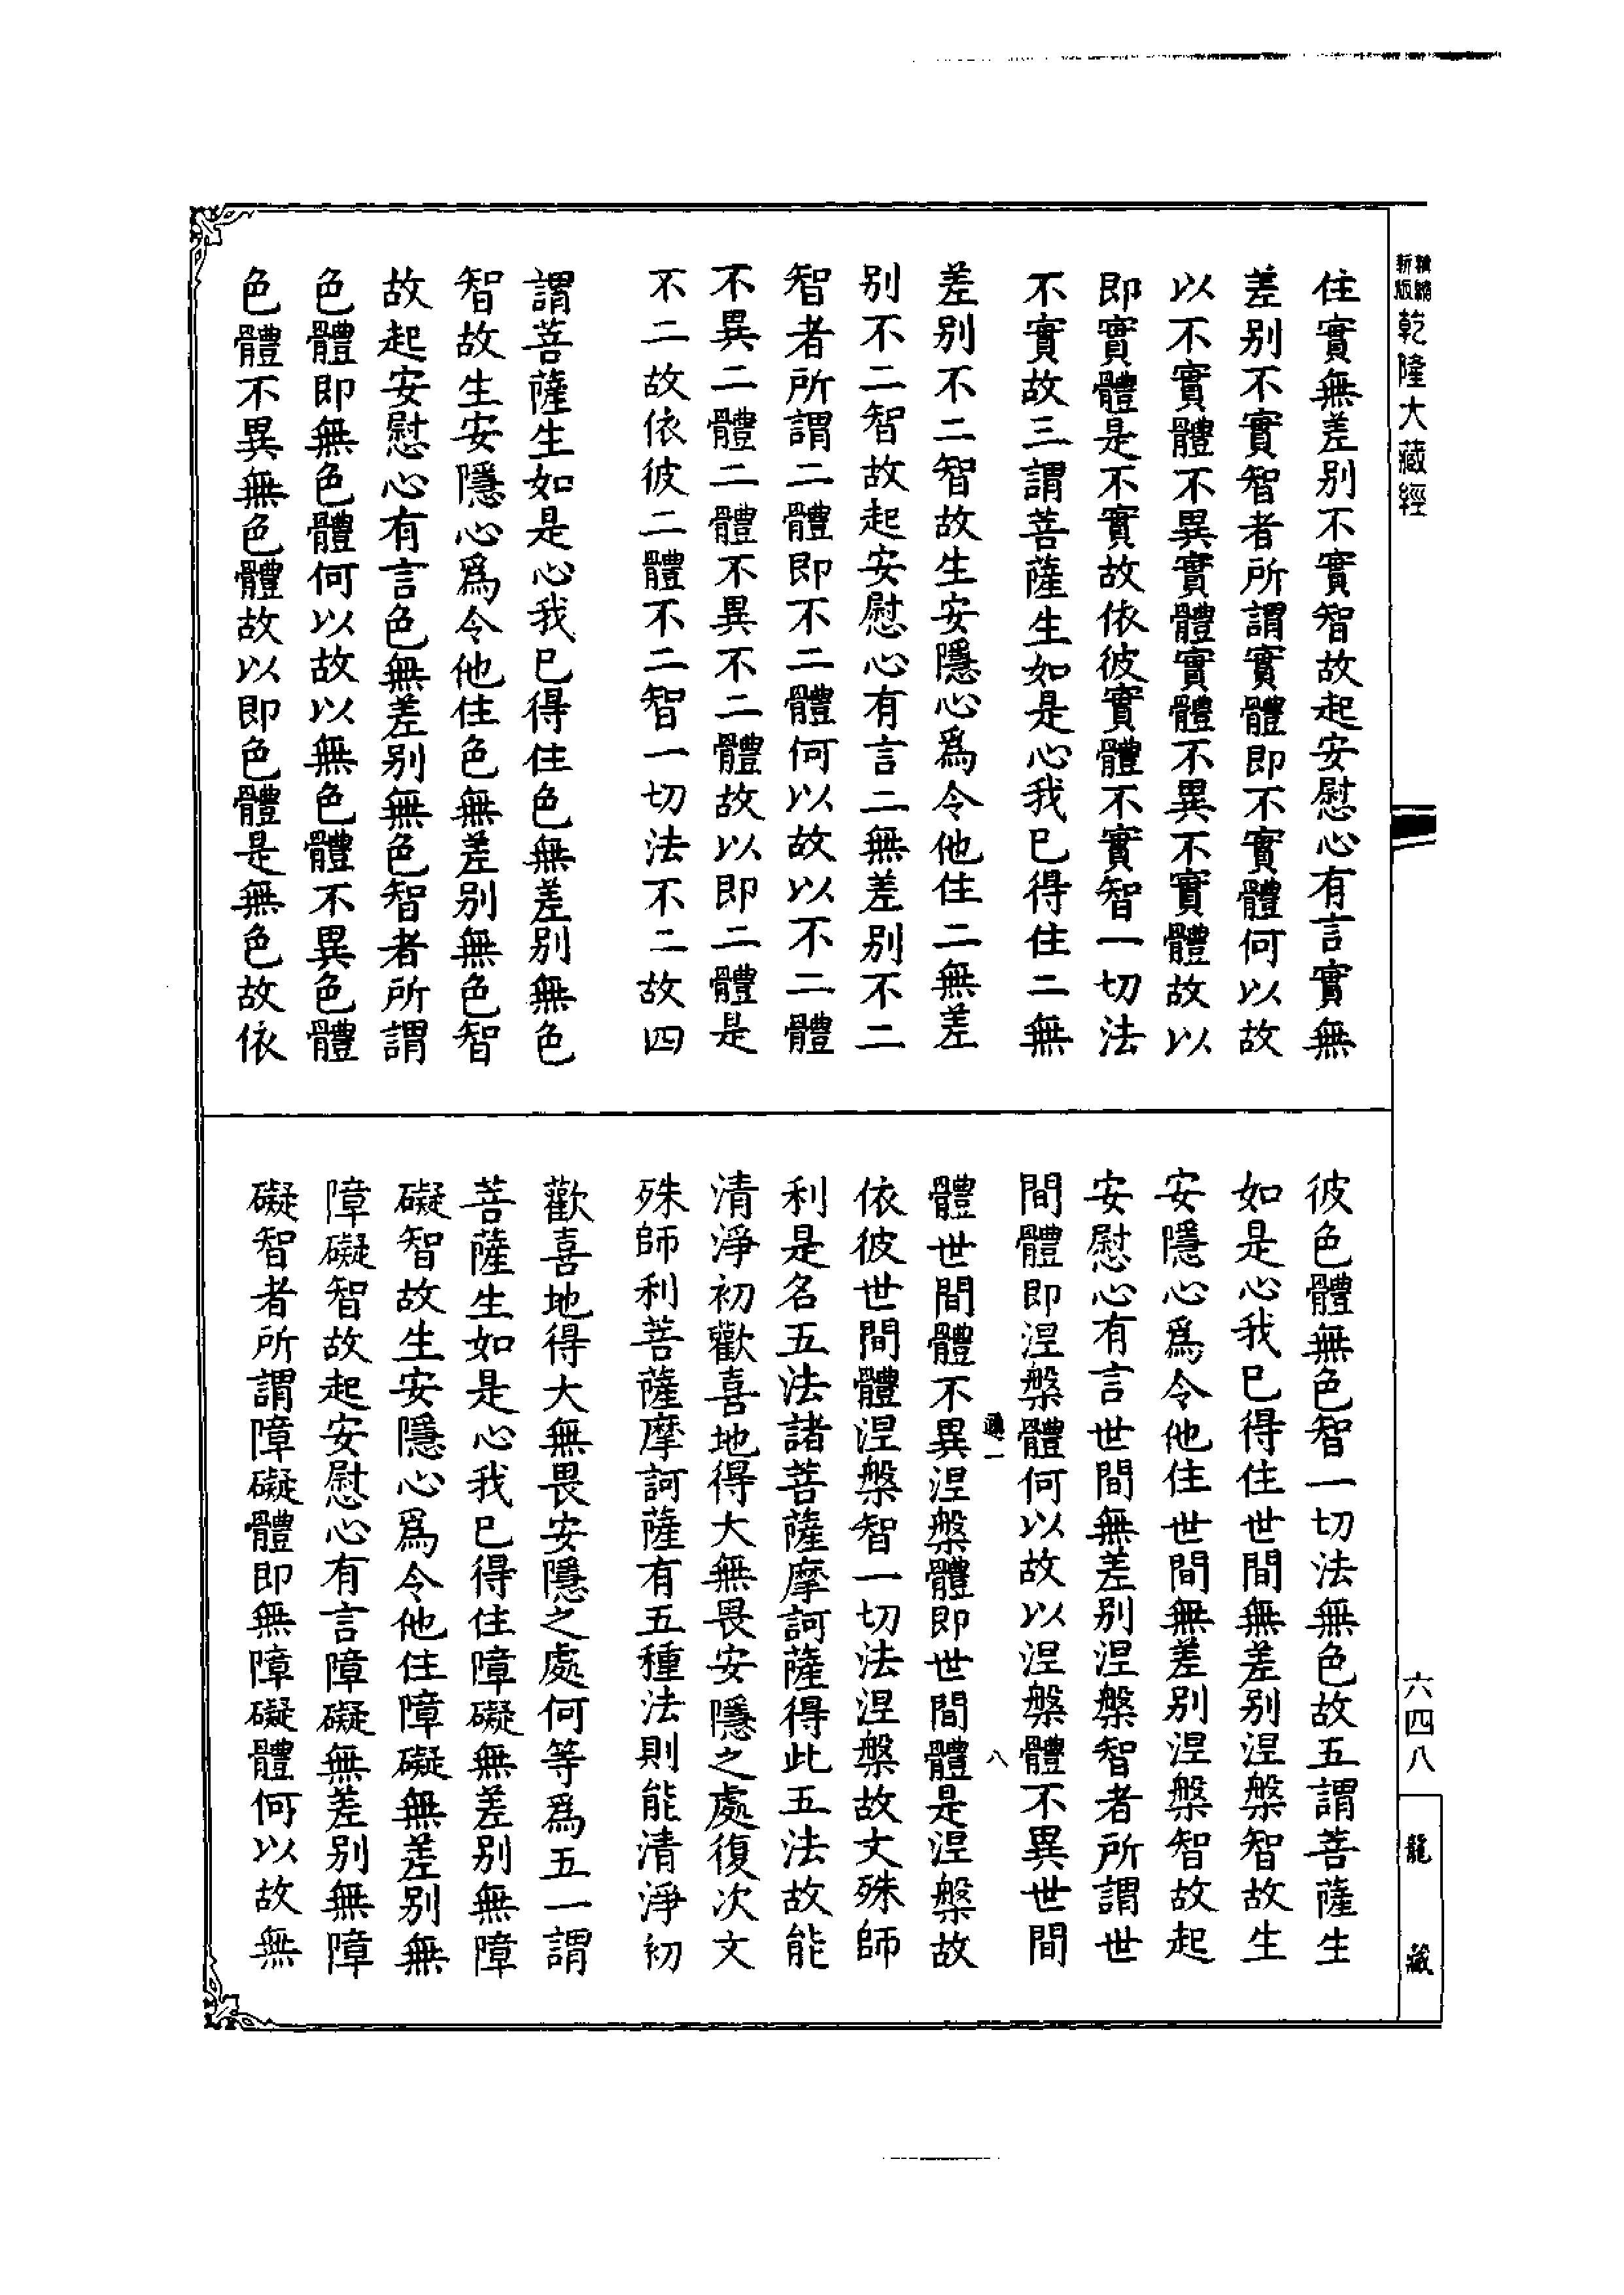 精縮新版乾隆大藏經
住實無差别不實智故起安慰心有言實無
差别不實智者所謂實體即不實體何以故
以不實體不異實體實體不異不實體故以
即實體是不實故依彼實體不實智一切法
不實故三謂菩薩生如是心我已得住二無
差别不二智故生安隱心爲令他住二無差
别不二智故起安慰心有言二無差别不二
智者所謂二體即不二體何以故以不二體
不異二體二體不異不二體故以即二體是
不二故依彼二體不二智一切法不二故四
謂菩薩生如是心我已得住色無差别無色
智故生安隱心爲令他住色無差别無色智
故起安慰心有言色無差别無色智者所謂
色體即無色體何以故以無色體不異色體
色體不異無色體故以即色體是無色故依
彼色體無色智一切法無色故五謂菩薩生
如是心我已得住世間無差别涅槃智故生
安隱心爲令他住世間無差别涅槃智故起
安慰心有言世間無差别涅槃智者所謂世
間體即涅槃體何以故以涅槃體不異世間
體世間體不異涅槃體即世間體是涅槃故
依彼世間體涅槃智一切法涅槃故文殊師
利是名五法諸菩薩摩訶薩得此五法故能
清淨初歡喜地得大無畏安隱之處復次文
殊師利菩薩摩訶薩有五種法則能清淨初
歡喜地得大無畏安隱之處何等爲五一謂
菩薩生如是心我已得住障礙無差别無障
礙智故生安隱心爲令他住障礙無差别無
障礙智故起安慰心有言障礙無差别無障
礙智者所謂障礙體即無障礙體何以故無
八
六四八
龍藏